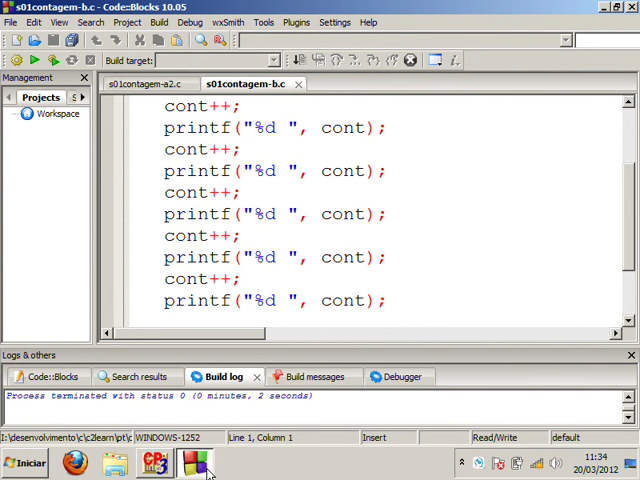 s01contagem-b.c - Code::Blocks 10.05
File Edit View Search Project Build Debug wxSmith Tools Plugins Settings Help
Build target:
Management
Projects S
Workspace
s01contagem-a2.c s01contagem-b.c
cont++;
printf("%d ", cont);
cont++;
printf("%d ", cont);
cont++;
printf("%d ", cont);
cont++;
printf("%d ", cont);
cont++;
printf("%d ", cont);
Logs & others
Code::Blocks Search results Build log Build messages Debugger
Process terminated with status 0 (0 minutes, 2 seconds)
I:\desenvolvimento\c\c2learn\pt\c WINDOWS-1252 Line 1, Column 1 Insert Read/Write default
Iniciar
11:34
20/03/2012